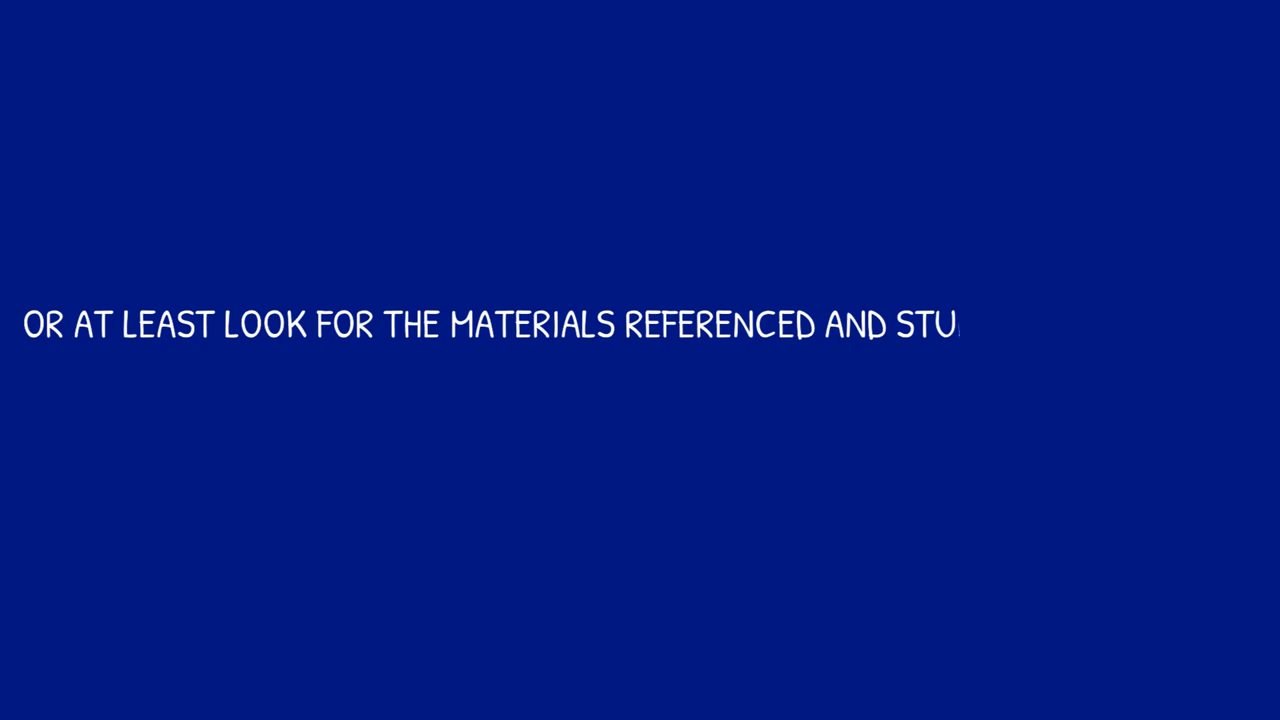 OR AT LEAST LOOK FOR THE MATERIALS REFERENCED AND STU